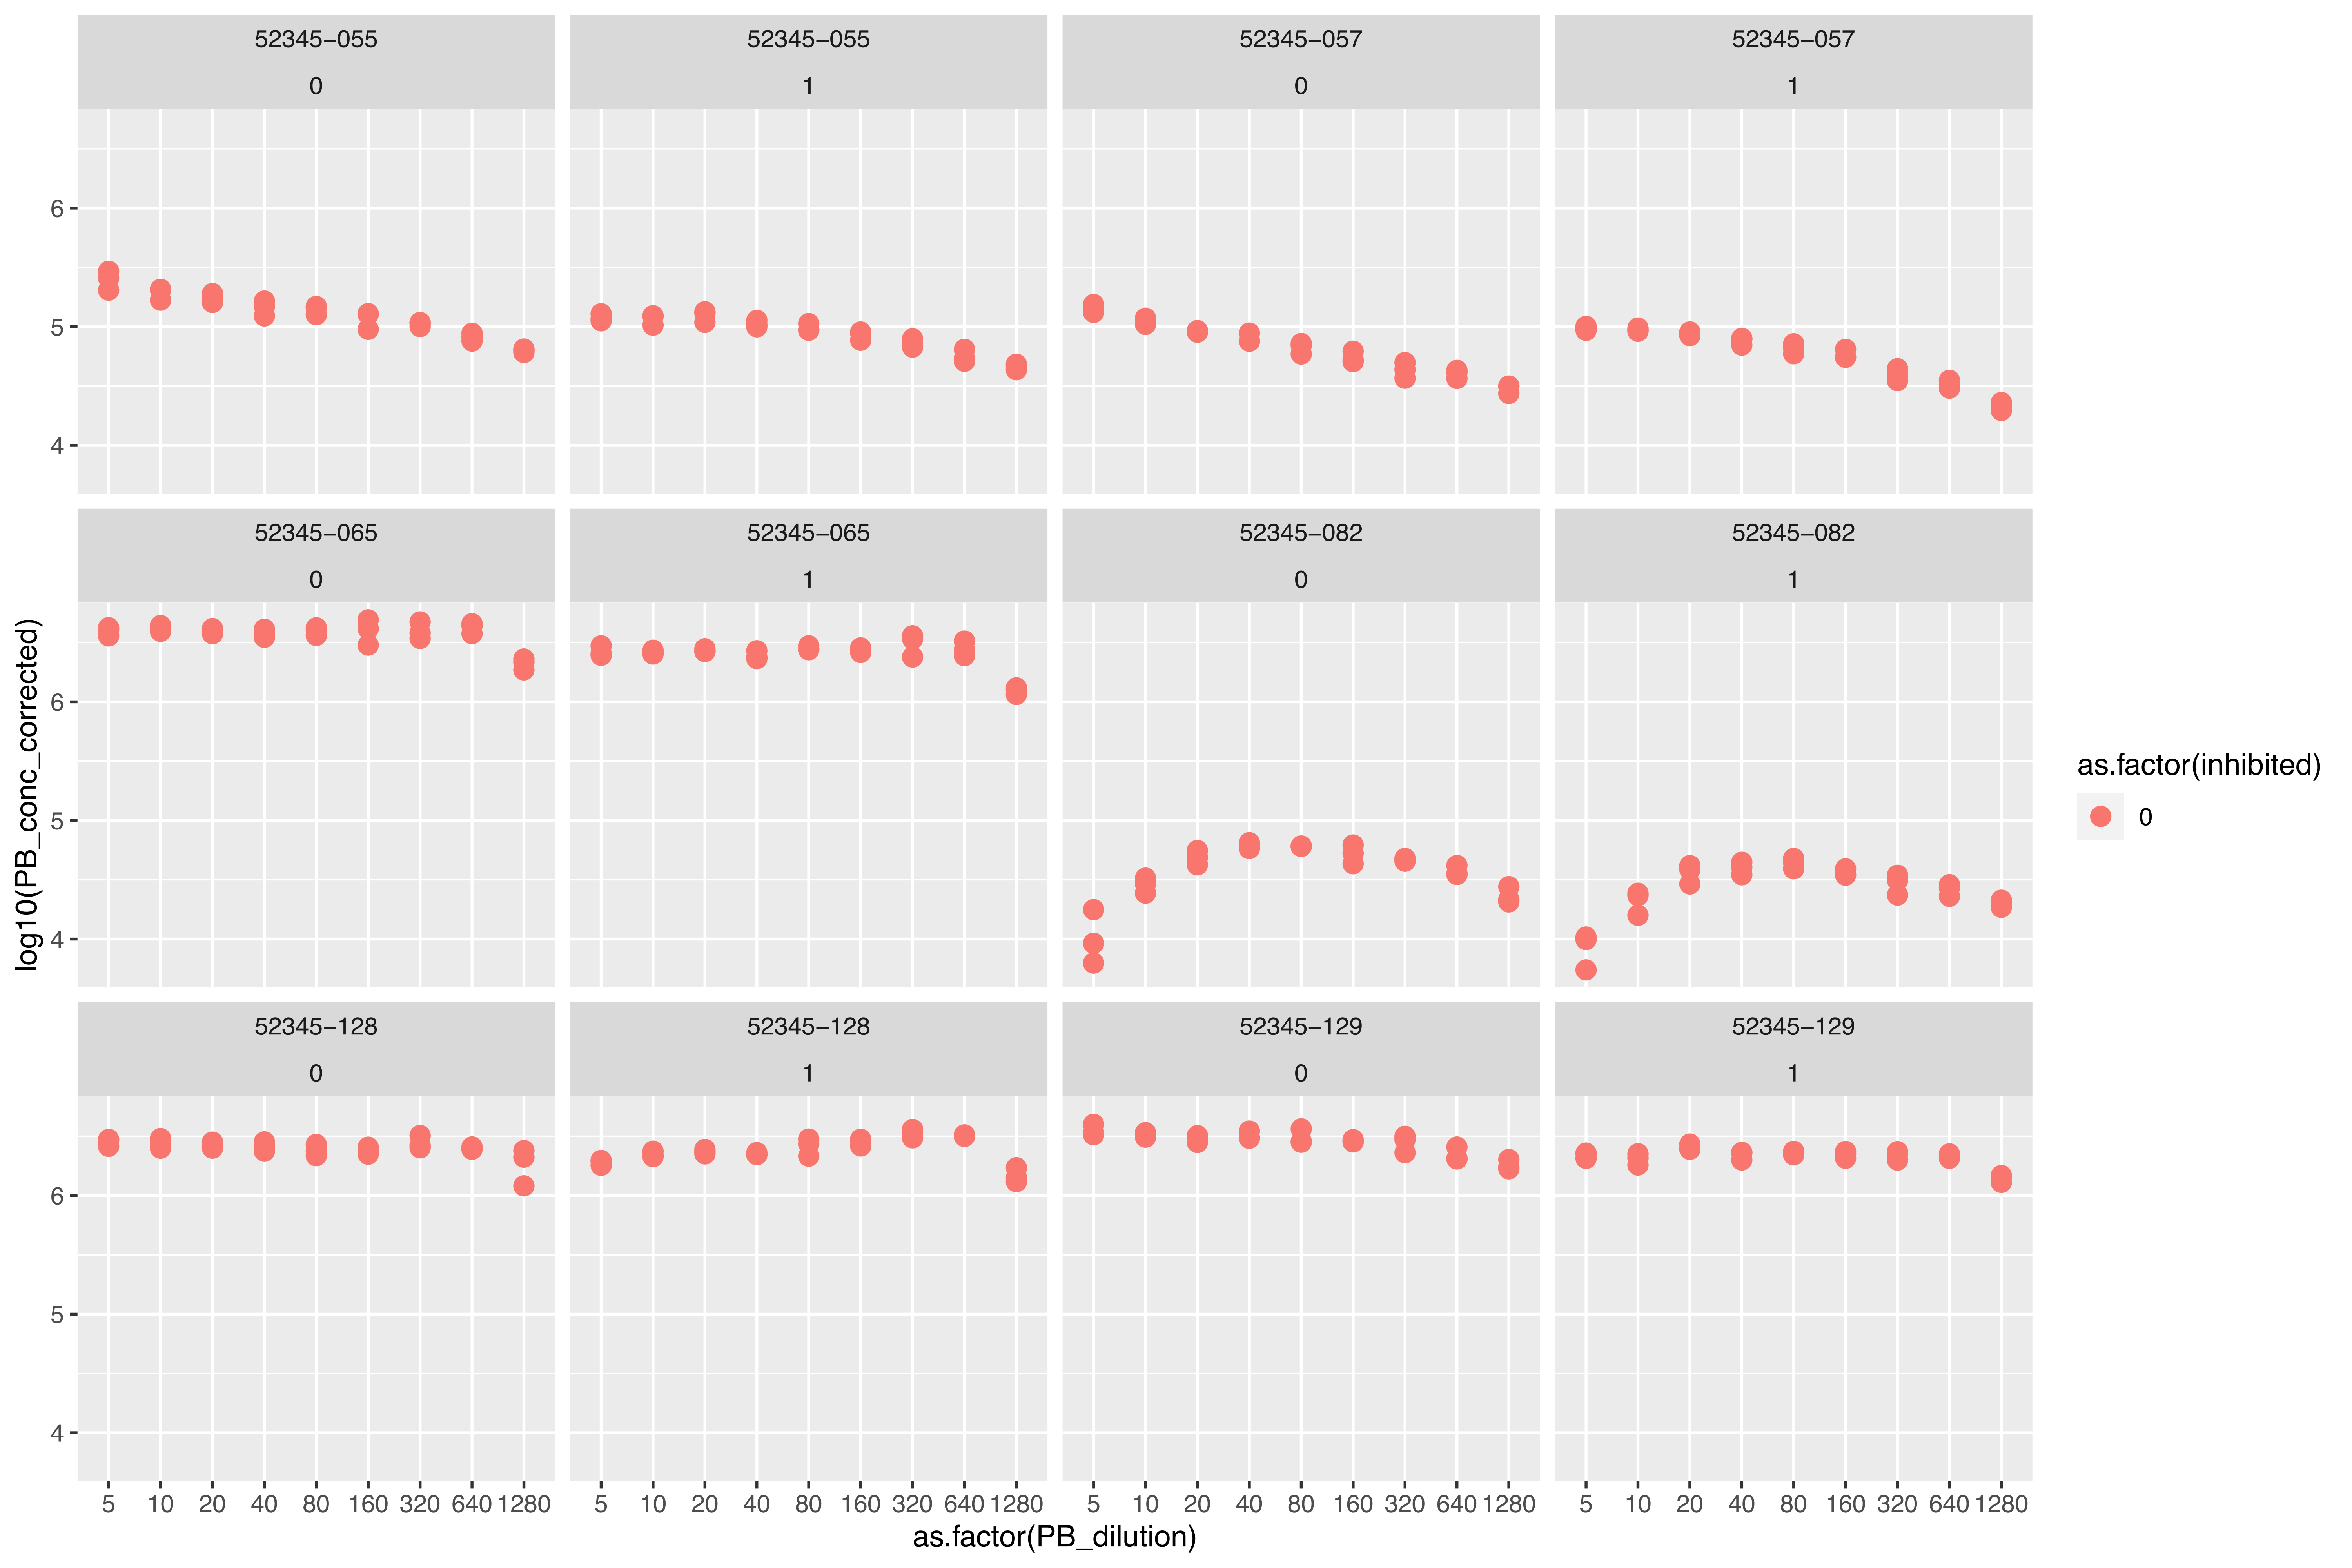 52345–055 52345–055 52345–057 52345–057
0 1 0 1
6
5
4
52345–065 52345–065 52345–082 52345–082
0 1 0 1
6
5
4
log10(PB_conc_corrected)
as.factor(inhibited)
0
52345–128 52345–128 52345–129 52345–129
0 1 0 1
6
5
4
5 10 20 40 80 160 320 640 1280 5 10 20 40 80 160 320 640 1280 5 10 20 40 80 160 320 640 1280 5 10 20 40 80 160 320 640 1280
as.factor(PB_dilution)